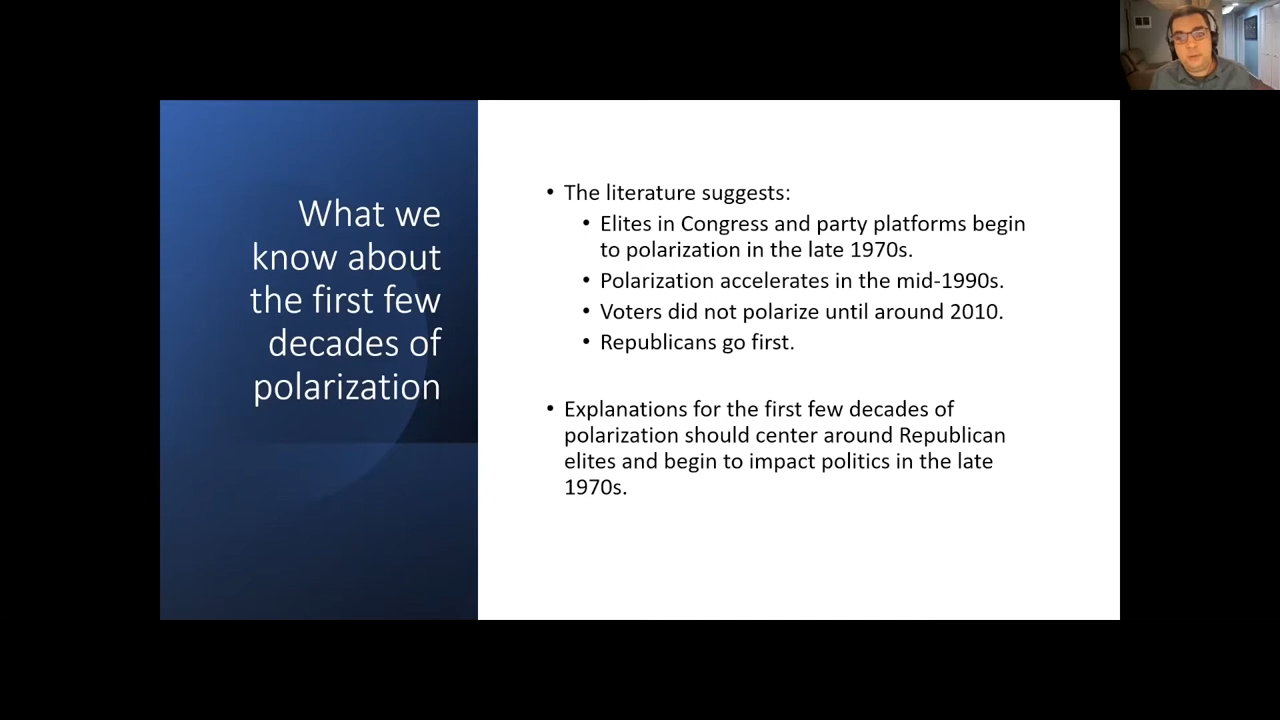 What we
know about
the first few
decades of
polarization
• The literature suggests:
• Elites in Congress and party platforms begin
to polarization in the late 1970s.
• Polarization accelerates in the mid-1990s.
• Voters did not polarize until around 2010.
• Republicans go first.
• Explanations for the first few decades of
polarization should center around Republican
elites and begin to impact politics in the late
1970s.